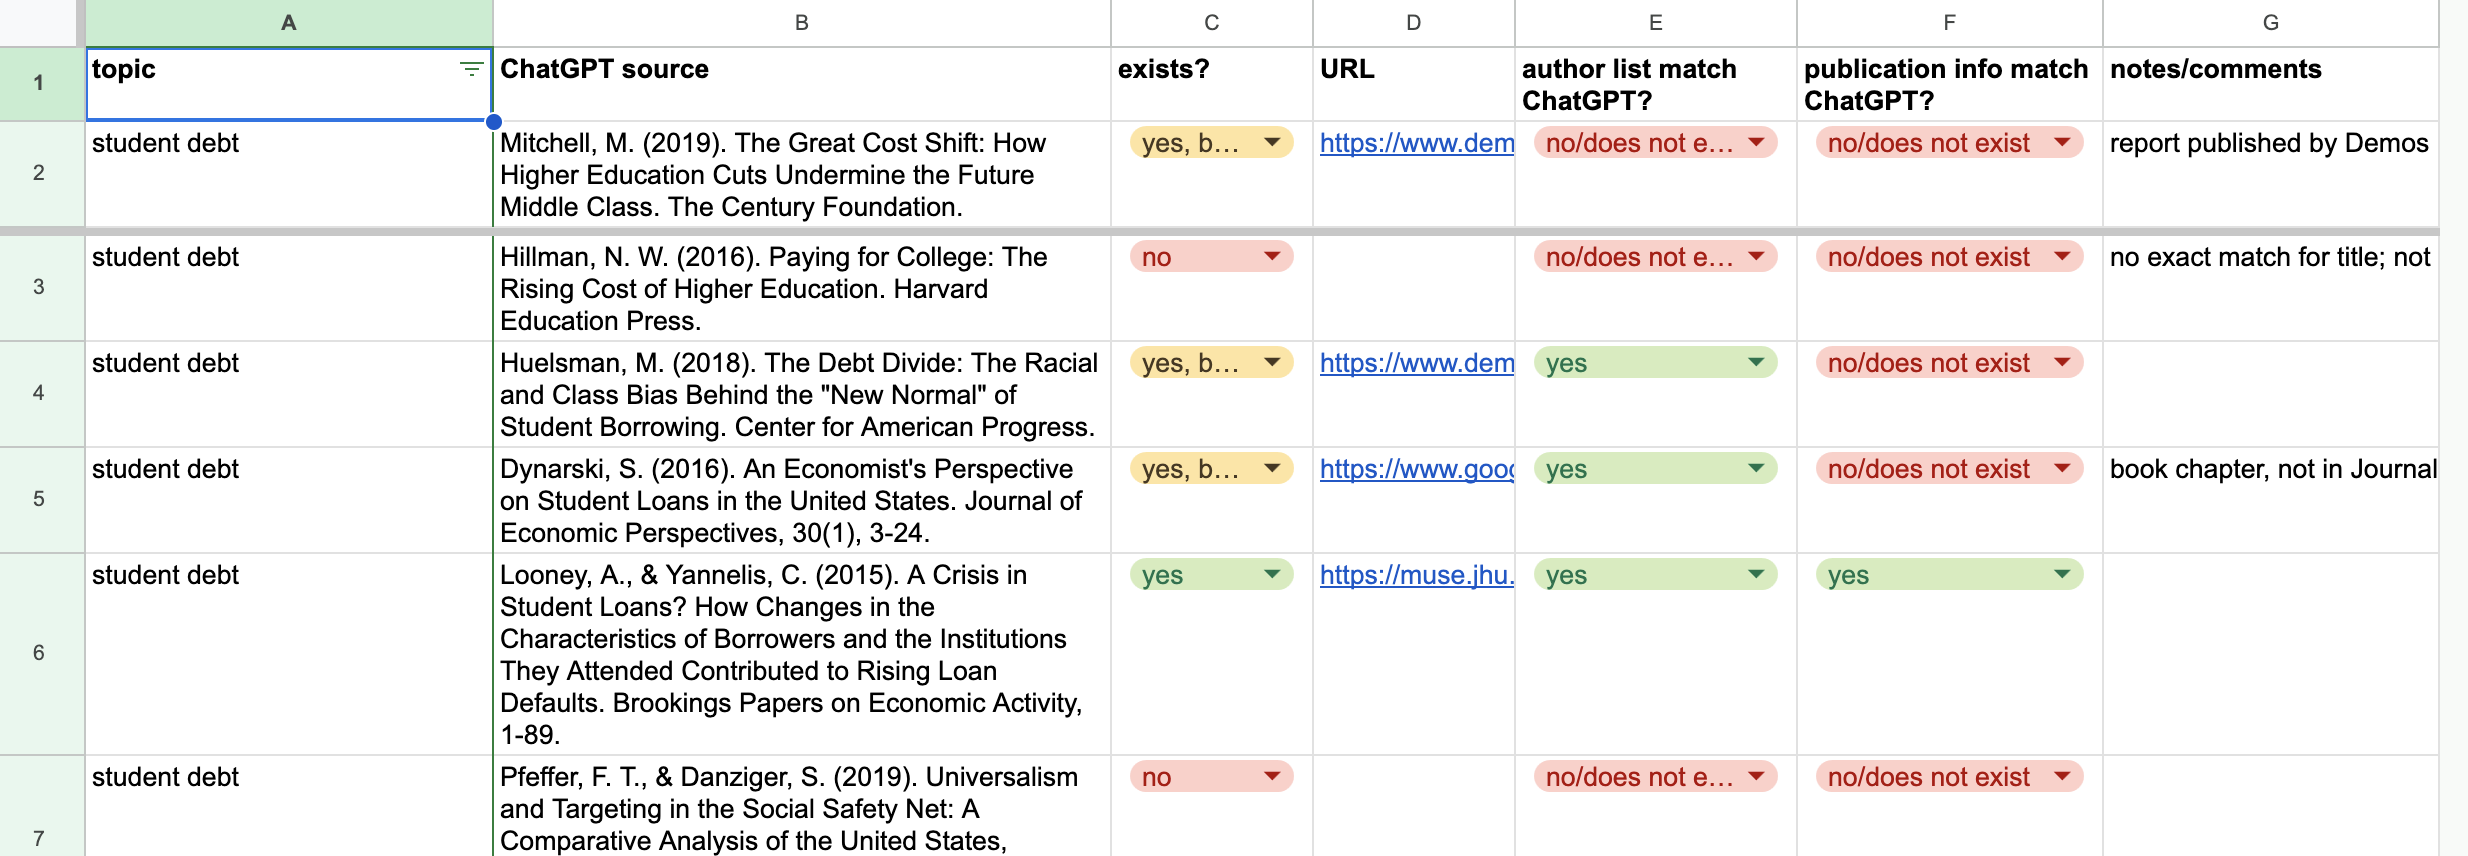 A B C D E F G
1 topic ChatGPT source exists? URL author list match publication info match notes/comments
ChatGPT? ChatGPT?
2 student debt Mitchell, M. (2019). The Great Cost Shift: How yes, b... https://www.dem no/does not e... no/does not exist report published by Demos
Higher Education Cuts Undermine the Future
Middle Class. The Century Foundation.
3 student debt Hillman, N. W. (2016). Paying for College: The no no/does not e... no/does not exist no exact match for title; not
Rising Cost of Higher Education. Harvard
Education Press.
4 student debt Huelsman, M. (2018). The Debt Divide: The Racial yes, b... https://www.dem yes no/does not exist
and Class Bias Behind the "New Normal" of
Student Borrowing. Center for American Progress.
5 student debt Dynarski, S. (2016). An Economist's Perspective yes, b... https://www.goog yes no/does not exist book chapter, not in Journal
on Student Loans in the United States. Journal of
Economic Perspectives, 30(1), 3-24.
6 student debt Looney, A., & Yannelis, C. (2015). A Crisis in yes https://muse.jhu. yes yes
Student Loans? How Changes in the
Characteristics of Borrowers and the Institutions
They Attended Contributed to Rising Loan
Defaults. Brookings Papers on Economic Activity,
1-89.
7 student debt Pfeffer, F. T., & Danziger, S. (2019). Universalism no no/does not e... no/does not exist
and Targeting in the Social Safety Net: A
Comparative Analysis of the United States,